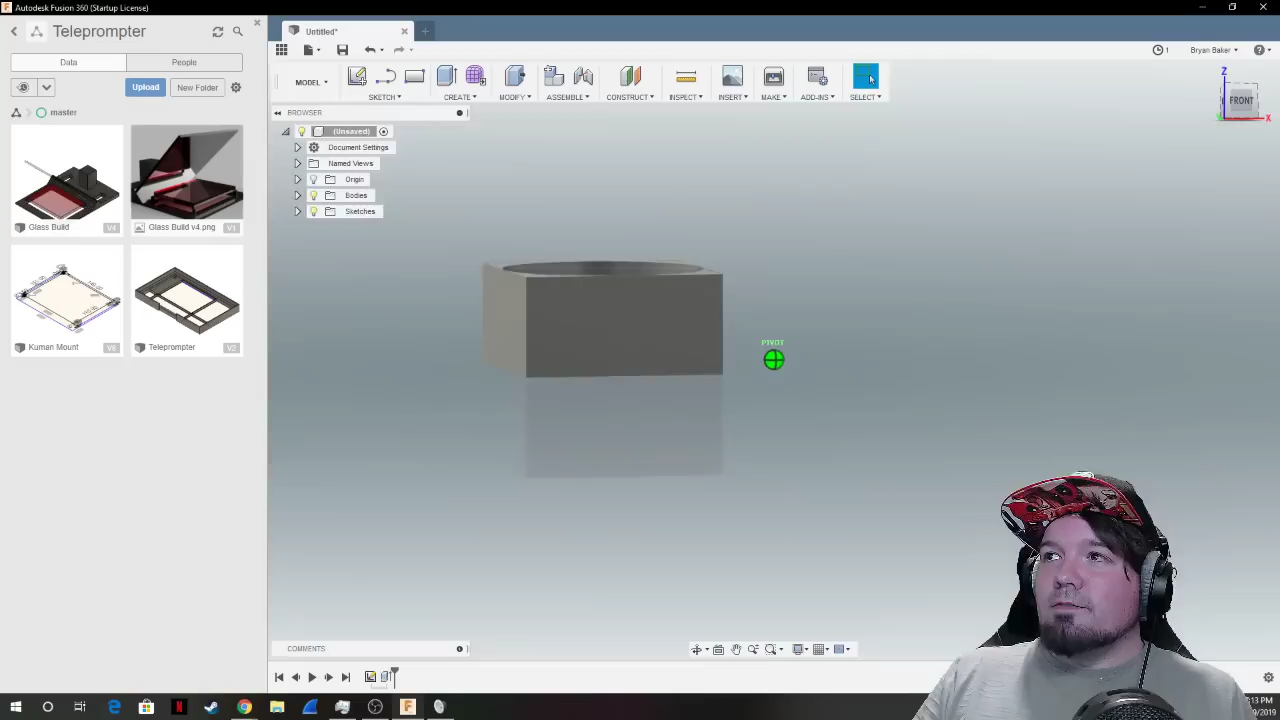 Autodesk Fusion 360 (Startup License)
Teleprompter
Untitled*
Bryan Baker
Data
People
Upload
New Folder
master
MODEL
SKETCH
CREATE
MODIFY
ASSEMBLE
CONSTRUCT
INSPECT
INSERT
MAKE
ADD-INS
SELECT
Z
FRONT
X
BROWSER
(Unsaved)
Document Settings
Named Views
Origin
Bodies
Sketches
Glass Build
V4
Glass Build v4.png
V1
Kuman Mount
Teleprompter
V2
PIVOT
COMMENTS